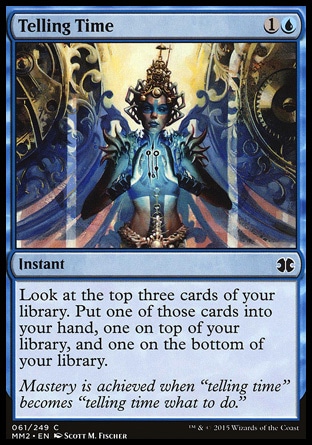 Telling Time 1
Instant
Look at the top three cards of your
library. Put one of those cards into
your hand, one on top of your
library, and one on the bottom of
your library.
Mastery is achieved when “telling time”
becomes “telling time what to do.”
061/249 C
MM2 • EN Scott M. Fischer
™ & © 2015 Wizards of the Coast